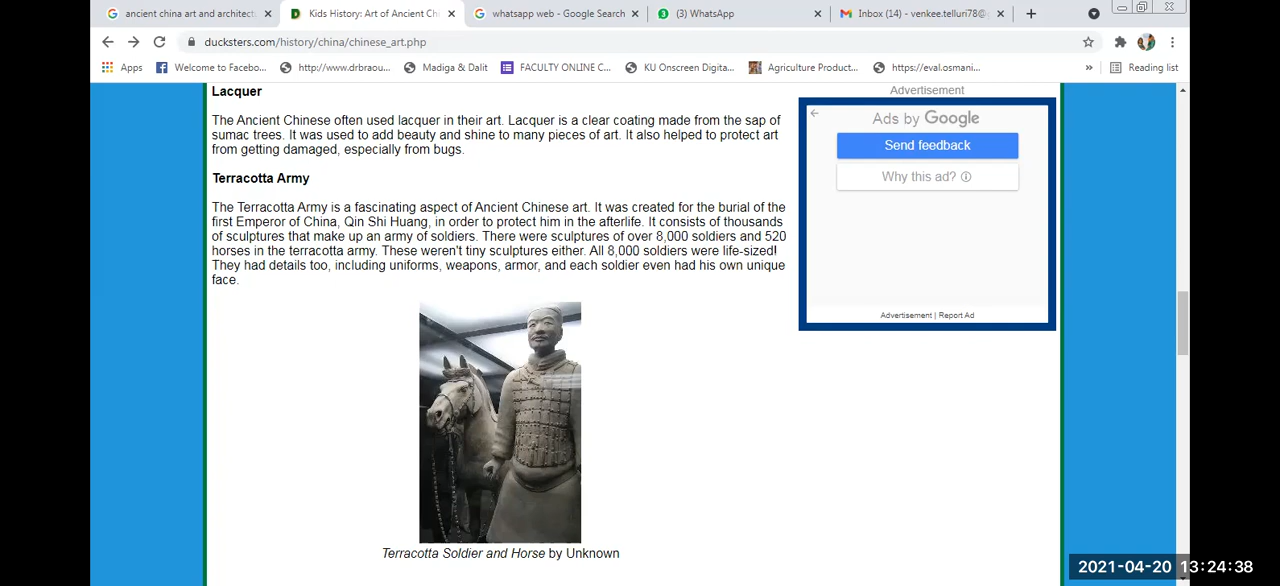 ancient china art and architect
Kids History: Art of Ancient Ch
whatsapp web - Google Search
(3) WhatsApp
Inbox (14) - venkee.telluri78@g
ducksters.com/history/china/chinese_art.php
Apps
Welcome to Facebo...
http://www.drbraou...
Madiga & Dalit
FACULTY ONLINE C...
KU Onscreen Digita...
Agriculture Product...
https://eval.osmani...
»
Reading list
Lacquer
The Ancient Chinese often used lacquer in their art. Lacquer is a clear coating made from the sap of
sumac trees. It was used to add beauty and shine to many pieces of art. It also helped to protect art
from getting damaged, especially from bugs.
Terracotta Army
The Terracotta Army is a fascinating aspect of Ancient Chinese art. It was created for the burial of the
first Emperor of China, Qin Shi Huang, in order to protect him in the afterlife. It consists of thousands
of sculptures that make up an army of soldiers. There were sculptures of over 8,000 soldiers and 520
horses in the terracotta army. These weren't tiny sculptures either. All 8,000 soldiers were life-sized!
They had details too, including uniforms, weapons, armor, and each soldier even had his own unique
face.
Terracotta Soldier and Horse by Unknown
Advertisement
Ads by Google
Send feedback
Why this ad?
Advertisement | Report Ad
2021-04-20 13:24:38